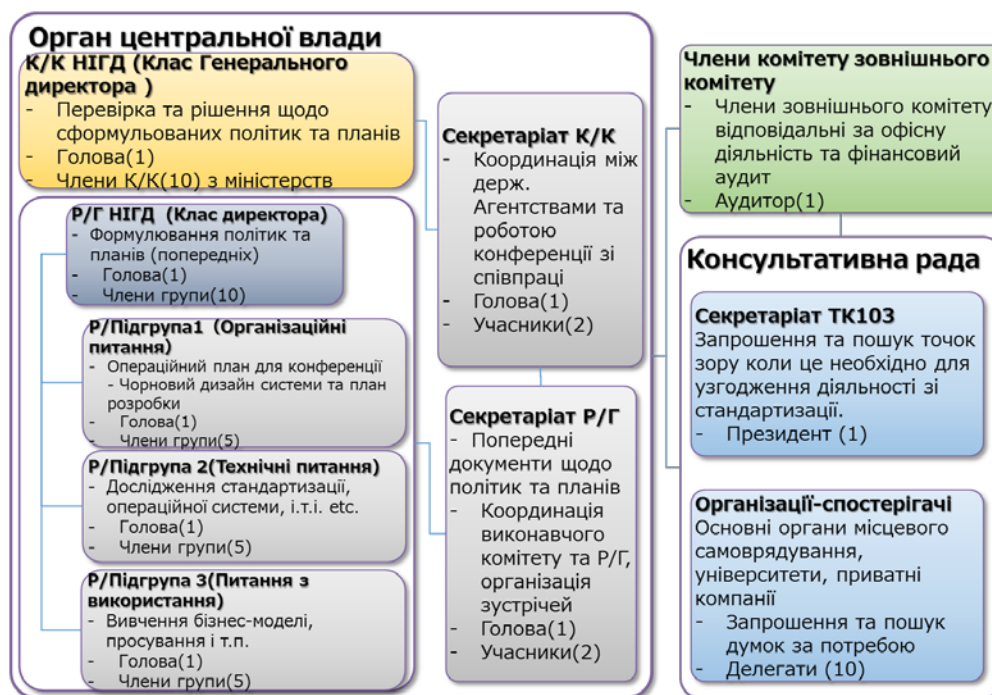 Орган центральної влади
К/К НІГД (Клас Генерального
директора )
- Перевірка та рішення щодо
сформульованих політик та планів
- Голова(1)
- Члени К/К(10) з міністерств
Р/Г НІГД (Клас директора)
- Формулювання політик та
планів (попередніх)
- Голова(1)
- Члени групи(10)
Р/Підгрупа1 (Організаційні
питання)
- Операційний план для конференції
- Чорновий дизайн системи та план
розробки
- Голова(1)
- Члени групи(5)
Р/Підгрупа 2(Технічні питання)
- Дослідження стандартизації,
операційної системи, і.т.і. etc.
- Голова(1)
- Члени групи(5)
Р/Підгрупа 3(Питання з
використання)
- Вивчення бізнес-моделі,
просування і т.п.
- Голова(1)
- Члени групи(5)
Секретаріат К/К
- Координація між
держ.
Агентствами та
роботою
конференції зі
співпраці
- Голова(1)
- Учасники(2)
Секретаріат Р/Г
- Попередні
документи щодо
політик та планів
- Координація
виконавчого
комітету та Р/Г,
організація
зустрічей
- Голова(1)
- Учасники(2)
Члени комітету зовнішнього
комітету
- Члени зовнішнього комітету
відповідальні за офісну
діяльність та фінансовий
аудит
- Аудитор(1)
Консультативна рада
Секретаріат ТК103
Запрошення та пошук точок
зору коли це необхідно для
узгодження діяльності зі
стандартизації.
- Президент (1)
Організації-спостерігачі
Основні органи місцевого
самоврядування,
університети, приватні
компанії
- Запрошення та пошук
думок за потребою
- Делегати (10)